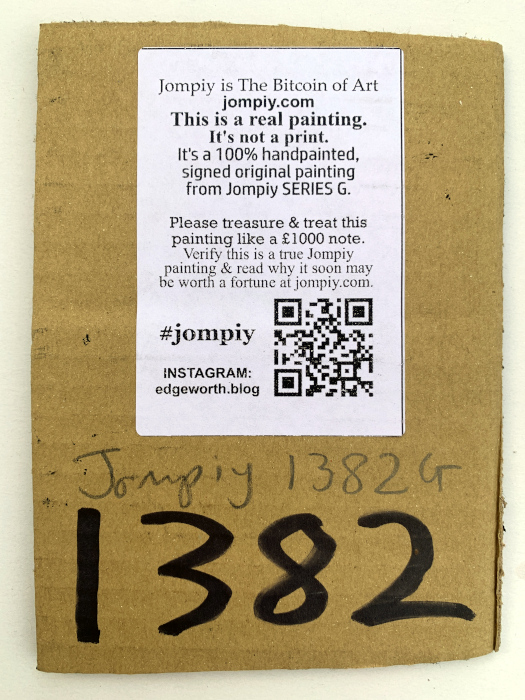 Jompiy is The Bitcoin of Art
jompiy.com
This is a real painting.
It's not a print.
It's a 100% handpainted,
signed original painting
from Jompiy SERIES G.
Please treasure & treat this
painting like a £1000 note.
Verify this is a true Jompiy
painting & read why it soon may
be worth a fortune at jompiy.com.
#jompiy
INSTAGRAM:
edgeworth.blog
Jompiy 1382G
1382